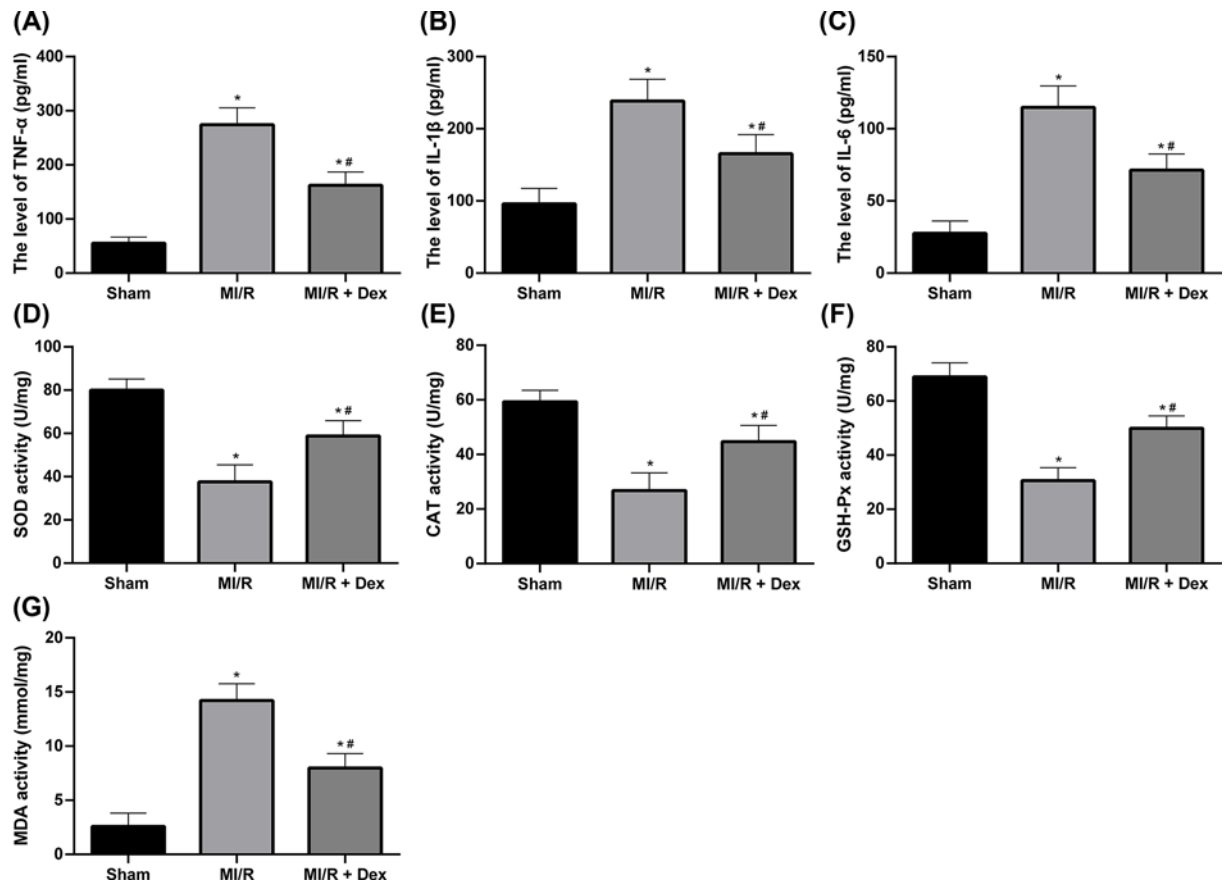 (A)
The level of TNF-α (pg/ml)
400
300
200
100
0
*
* #
Sham MI/R MI/R + Dex
(B)
The level of IL-1β (pg/ml)
300
200
100
0
*
* #
Sham MI/R MI/R + Dex
(C)
The level of IL-6 (pg/ml)
150
100
50
0
*
* #
Sham MI/R MI/R + Dex
(D)
SOD activity (U/mg)
100
80
60
40
20
0
*
* #
Sham MI/R MI/R + Dex
(E)
CAT activity (U/mg)
80
60
40
20
0
*
* #
Sham MI/R MI/R + Dex
(F)
GSH-Px activity (U/mg)
80
60
40
20
0
*
* #
Sham MI/R MI/R + Dex
(G)
MDA activity (mmol/mg)
20
15
10
5
0
*
* #
Sham MI/R MI/R + Dex